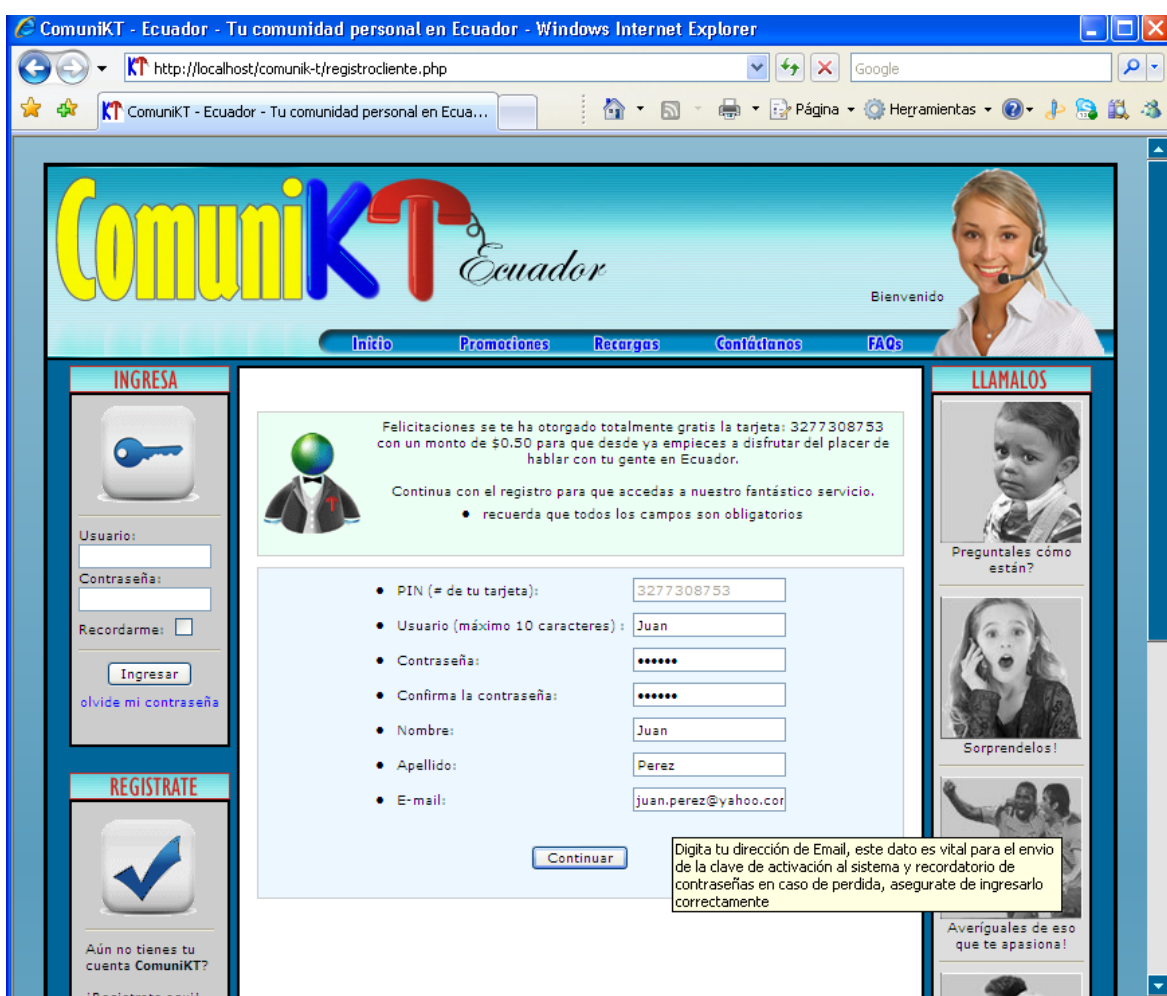 ComuniKT - Ecuador - Tu comunidad personal en Ecuador - Windows Internet Explorer
http://localhost/comunik-t/registrocliente.php
Google
ComuniKT - Ecuador - Tu comunidad personal en Ecua...
Página
Herramientas
ComuniKT
Ecuador
Bienvenido
Inicio Promociones Recargas Contáctanos FAQs
INGRESA
Usuario:
Contraseña:
Recordarme:
Ingresar
olvide mi contraseña
REGISTRATE
Aún no tienes tu
cuenta ComuniKT?
Felicitaciones se te ha otorgado totalmente gratis la tarjeta: 3277308753
con un monto de $0.50 para que desde ya empieces a disfrutar del placer de
hablar con tu gente en Ecuador.
Continua con el registro para que accedas a nuestro fantástico servicio.
• recuerda que todos los campos son obligatorios
• PIN (# de tu tarjeta): 3277308753
• Usuario (máximo 10 caracteres) : Juan
• Contraseña: ••••••
• Confirma la contraseña: ••••••
• Nombre: Juan
• Apellido: Perez
• E-mail: juan.perez@yahoo.com
Continuar
Digita tu dirección de Email, este dato es vital para el envio
de la clave de activación al sistema y recordatorio de
contraseñas en caso de perdida, asegurate de ingresarlo
correctamente
LLAMALOS
Preguntales cómo
están?
Sorprendelos!
Averíguales de eso
que te apasiona!